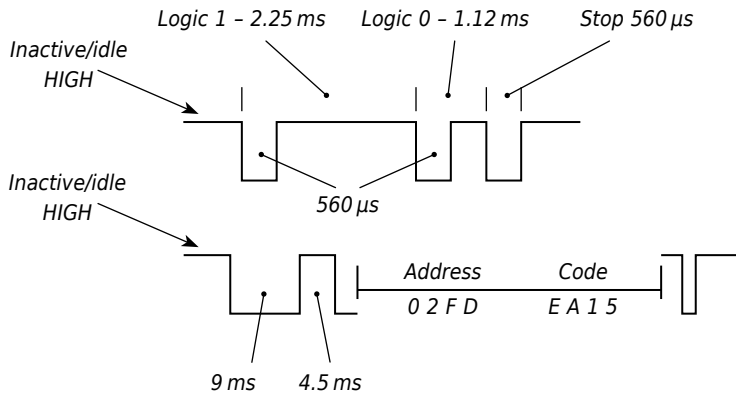 Logic 1 – 2.25 ms
Logic 0 – 1.12 ms
Stop 560 µs
Inactive/idle
HIGH
560 µs
Inactive/idle
HIGH
Address
Code
0 2 F D
E A 1 5
9 ms
4.5 ms